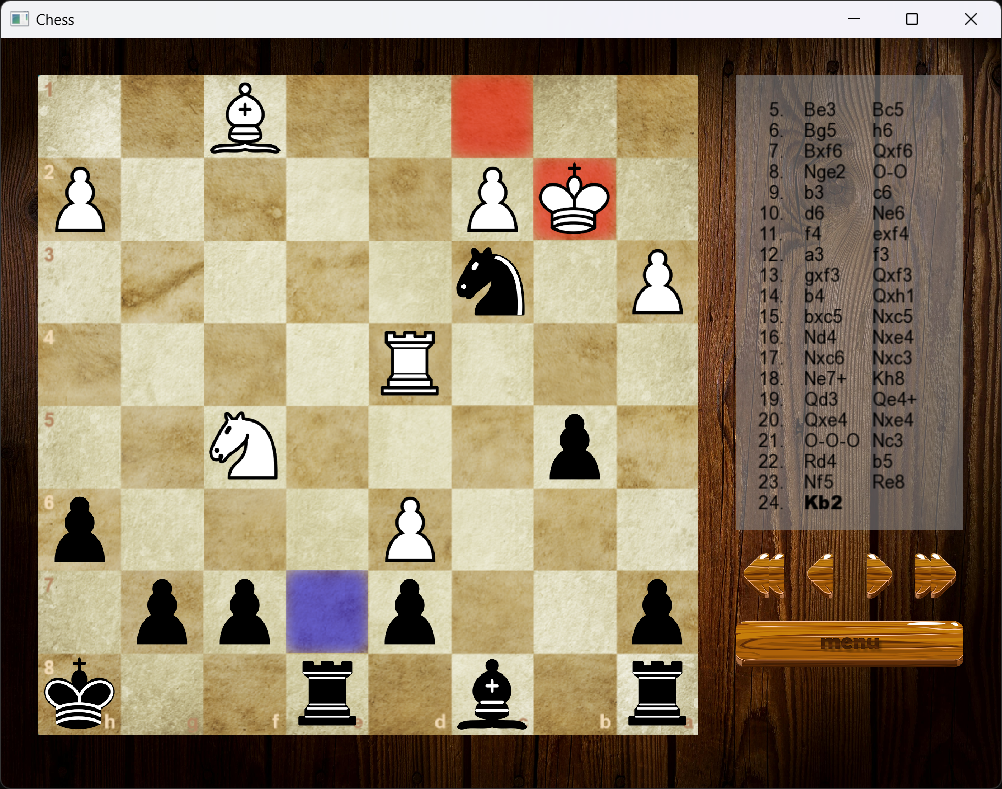 Chess
1
2
3
4
5
6
7
8
h g f e d c b a
5. Be3 Bc5
6. Bg5 h6
7. Bxf6 Qxf6
8. Nge2 O-O
9. b3 c6
10. d6 Ne6
11. f4 exf4
12. a3 f3
13. gxf3 Qxf3
14. b4 Qxh1
15. bxc5 Nxc5
16. Nd4 Nxe4
17. Nxc6 Nxc3
18. Ne7+ Kh8
19. Qd3 Qe4+
20. Qxe4 Nxe4
21. O-O-O Nc3
22. Rd4 b5
23. Nf5 Re8
24. Kb2
menu